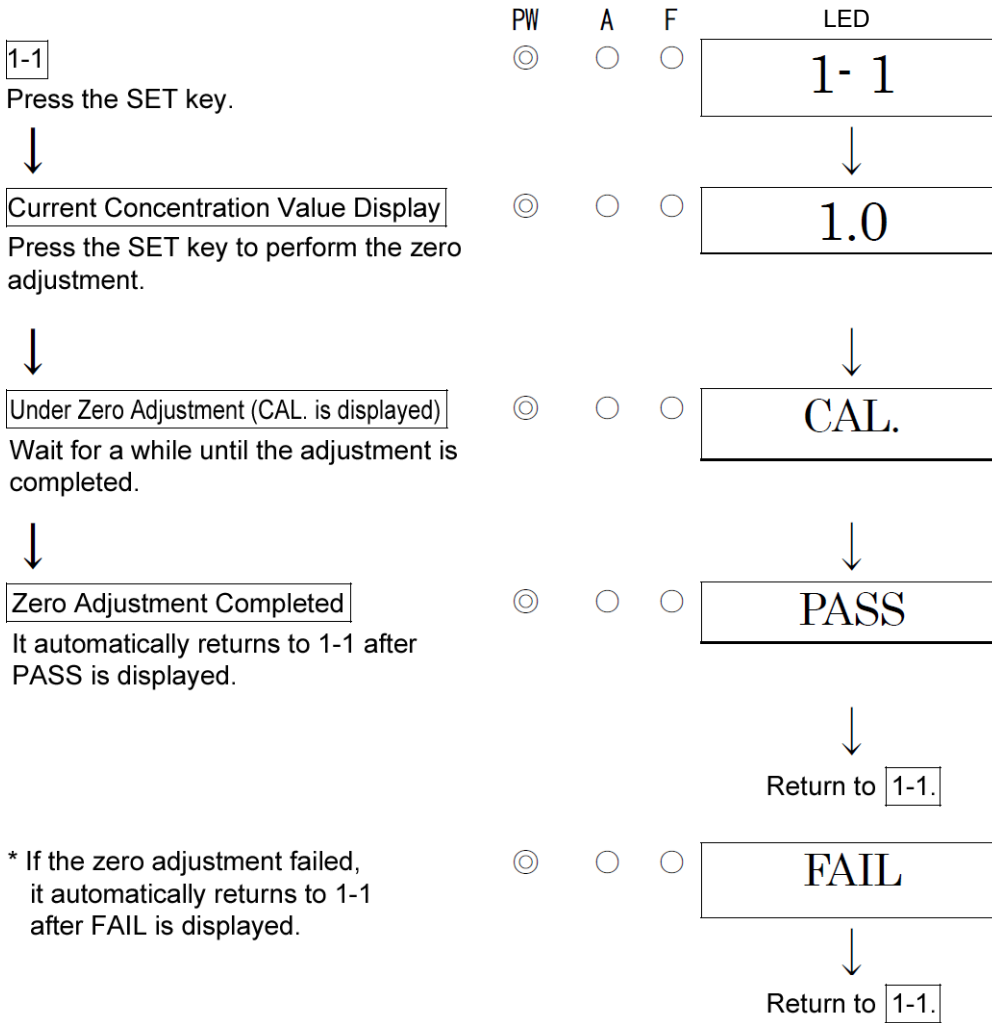 PW A F LED
1-1
1- 1
Press the SET key.
Current Concentration Value Display
1.0
Press the SET key to perform the zero
adjustment.
Under Zero Adjustment (CAL. is displayed)
CAL.
Wait for a while until the adjustment is
completed.
Zero Adjustment Completed
PASS
It automatically returns to 1-1 after
PASS is displayed.
Return to 1-1.
* If the zero adjustment failed,
it automatically returns to 1-1
after FAIL is displayed.
FAIL
Return to 1-1.